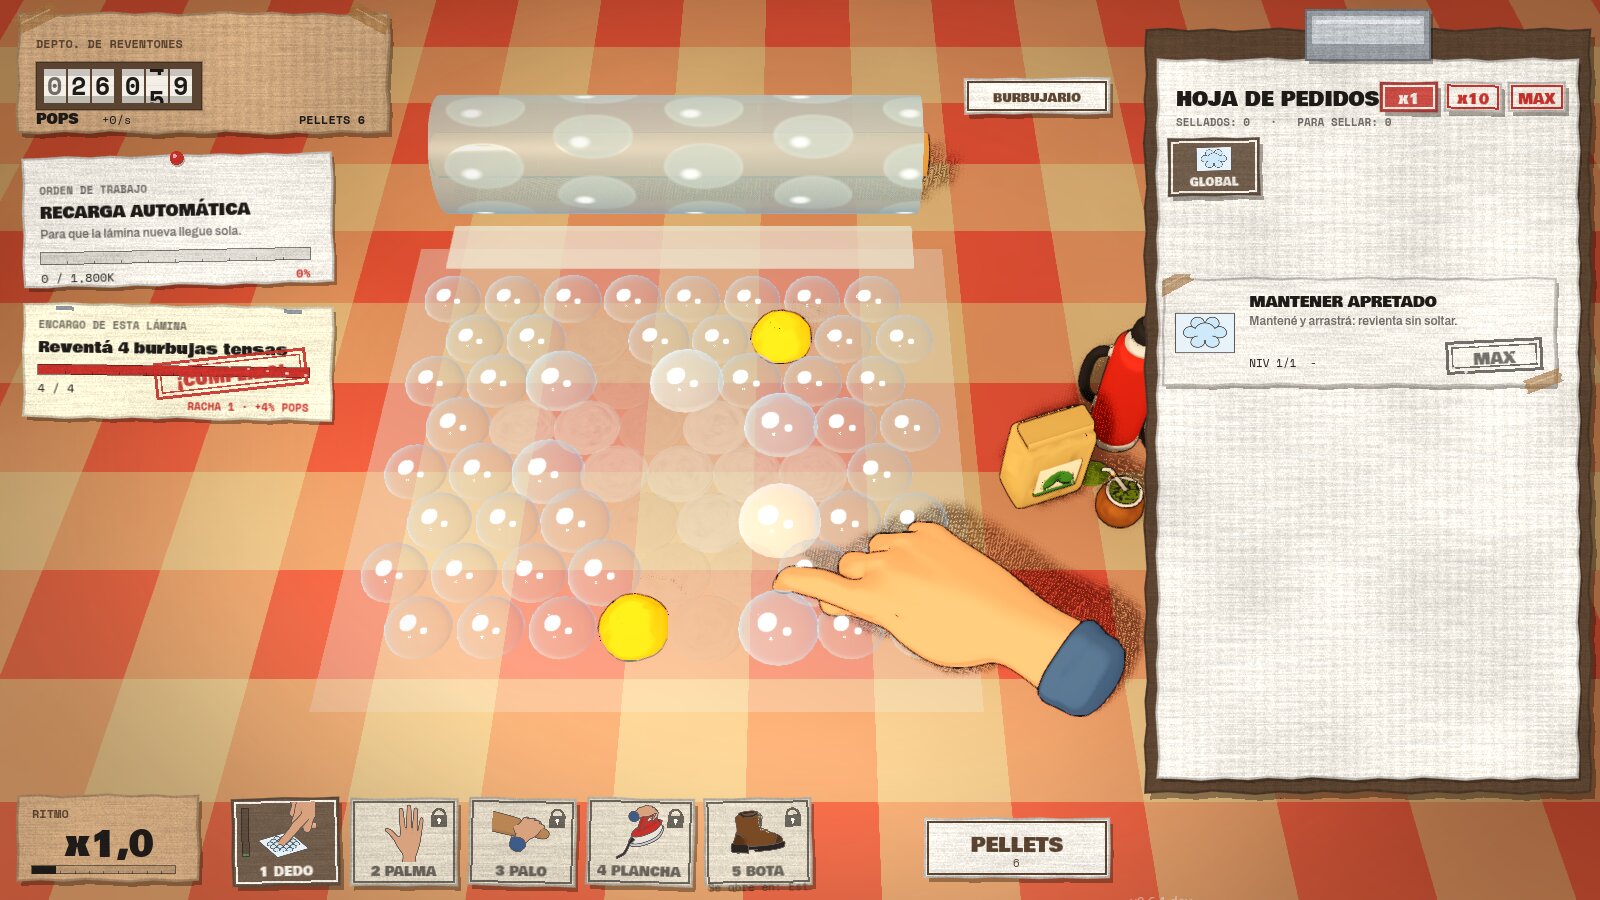 DEPTO. DE REVENTONES
POPS +0/s PELLETS 6
ORDEN DE TRABAJO
RECARGA AUTOMÁTICA
Para que la lámina nueva llegue sola.
0 / 1.800K 0%
ENCARGO DE ESTA LÁMINA
Reventá 4 burbujas tensas
4 / 4
RACHA 1 · +4% POPS
BURBUJARIO
HOJA DE PEDIDOS x1 x10 MAX
SELLADOS: 0 · PARA SELLAR: 0
GLOBAL
MANTENER APRETADO
Mantené y arrastrá: revienta sin soltar.
NIV 1/1 -
MAX
RITMO
x1,0
1 DEDO
2 PALMA
3 PALO
4 PLANCHA
5 BOTA
PELLETS
6